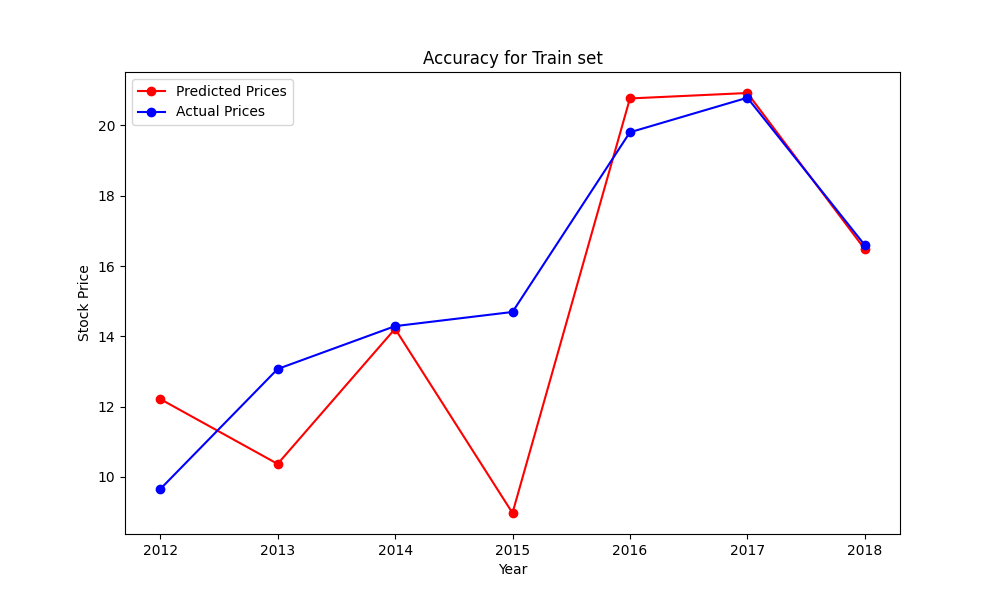 Accuracy for Train set
Predicted Prices
Actual Prices
20
18
16
14
12
10
Stock Price
2012 2013 2014 2015 2016 2017 2018
Year